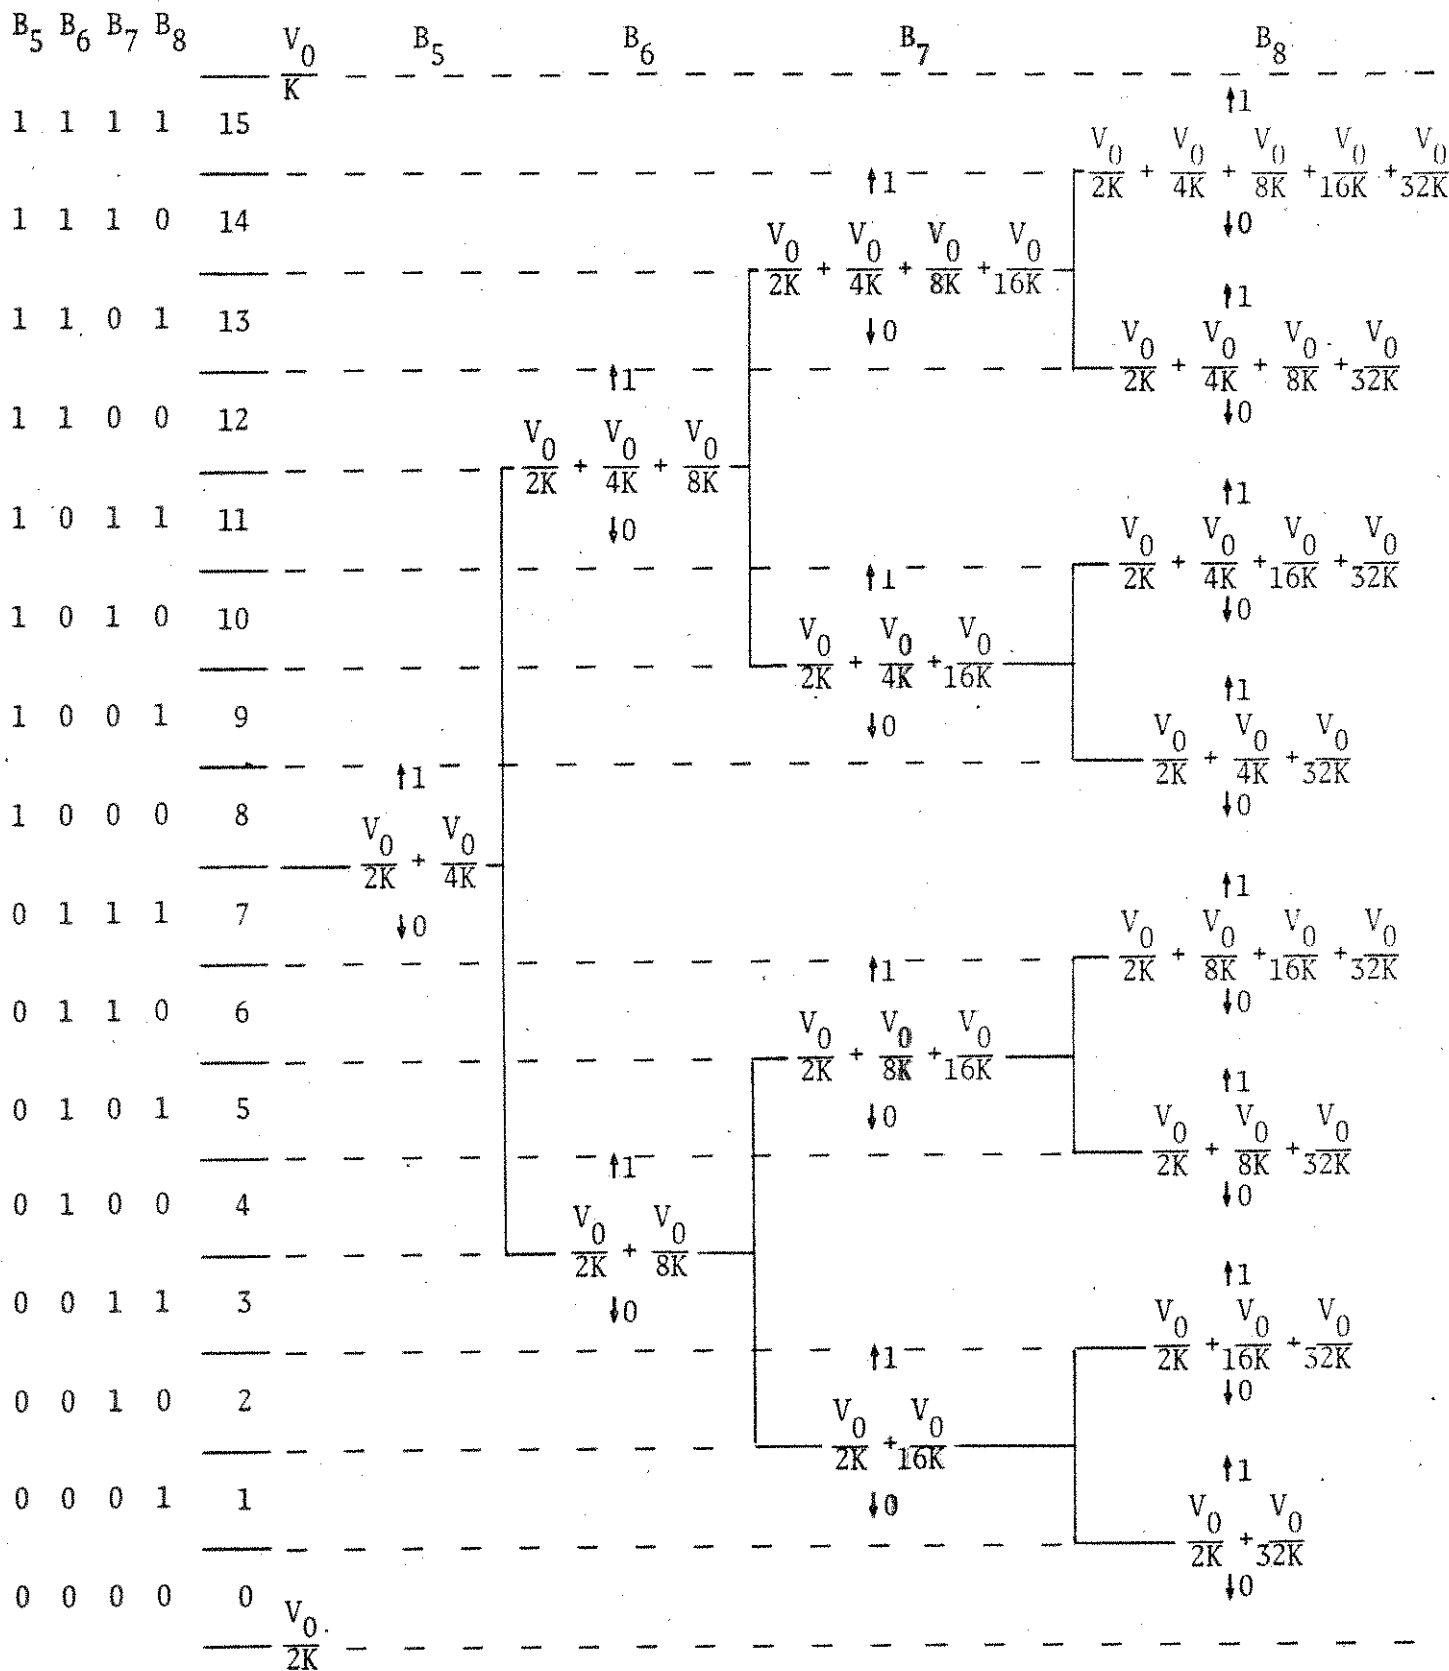 B5 B6 B7 B8 V0/K B5 B6 B7 B8
↑1
1 1 1 1 15
V0/2K + V0/4K + V0/8K + V0/16K + V0/32K
↑1
↓0
1 1 1 0 14
V0/2K + V0/4K + V0/8K + V0/16K
↑1
1 1 0 1 13
↓0
V0/2K + V0/4K + V0/8K + V0/32K
↑1
↓0
1 1 0 0 12
V0/2K + V0/4K + V0/8K
↑1
1 0 1 1 11
↓0
V0/2K + V0/4K + V0/16K + V0/32K
↑1
↓0
1 0 1 0 10
V0/2K + V0/4K + V0/16K
↑1
1 0 0 1 9
↓0
V0/2K + V0/4K + V0/32K
↑1
↓0
1 0 0 0 8
V0/2K + V0/4K
↑1
0 1 1 1 7
↓0
V0/2K + V0/8K + V0/16K + V0/32K
↑1
↓0
0 1 1 0 6
V0/2K + V0/8K + V0/16K
↑1
0 1 0 1 5
↓0
V0/2K + V0/8K + V0/32K
↑1
↓0
0 1 0 0 4
V0/2K + V0/8K
↑1
0 0 1 1 3
↓0
V0/2K + V0/16K + V0/32K
↑1
↓0
0 0 1 0 2
V0/2K + V0/16K
↑1
0 0 0 1 1
↓0
V0/2K + V0/32K
↓0
0 0 0 0 0
V0/2K